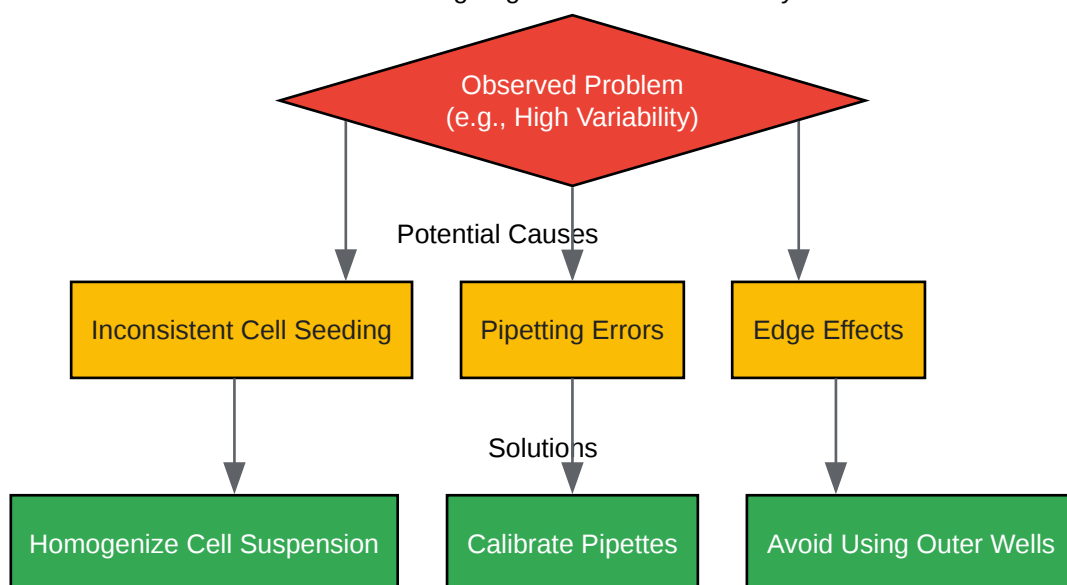 Observed Problem
(e.g., High Variability)
Potential Causes
Inconsistent Cell Seeding
Pipetting Errors
Edge Effects
Solutions
Homogenize Cell Suspension
Calibrate Pipettes
Avoid Using Outer Wells